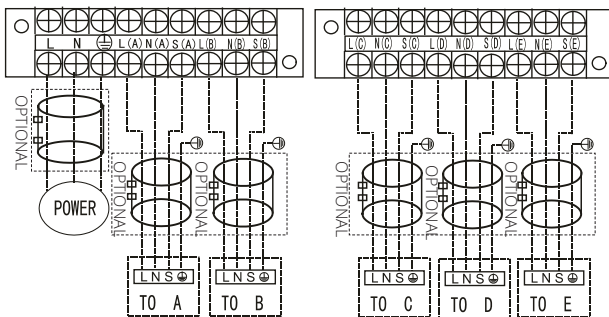 L N L(A) N(A) S(A) L(B) N(B) S(B)
L(C) N(C) S(C) L(D) N(D) S(D) L(E) N(E) S(E)
OPTIONAL
OPTIONAL
OPTIONAL
OPTIONAL
OPTIONAL
OPTIONAL
POWER
L N S
L N S
L N S
L N S
L N S
TO A
TO B
TO C
TO D
TO E